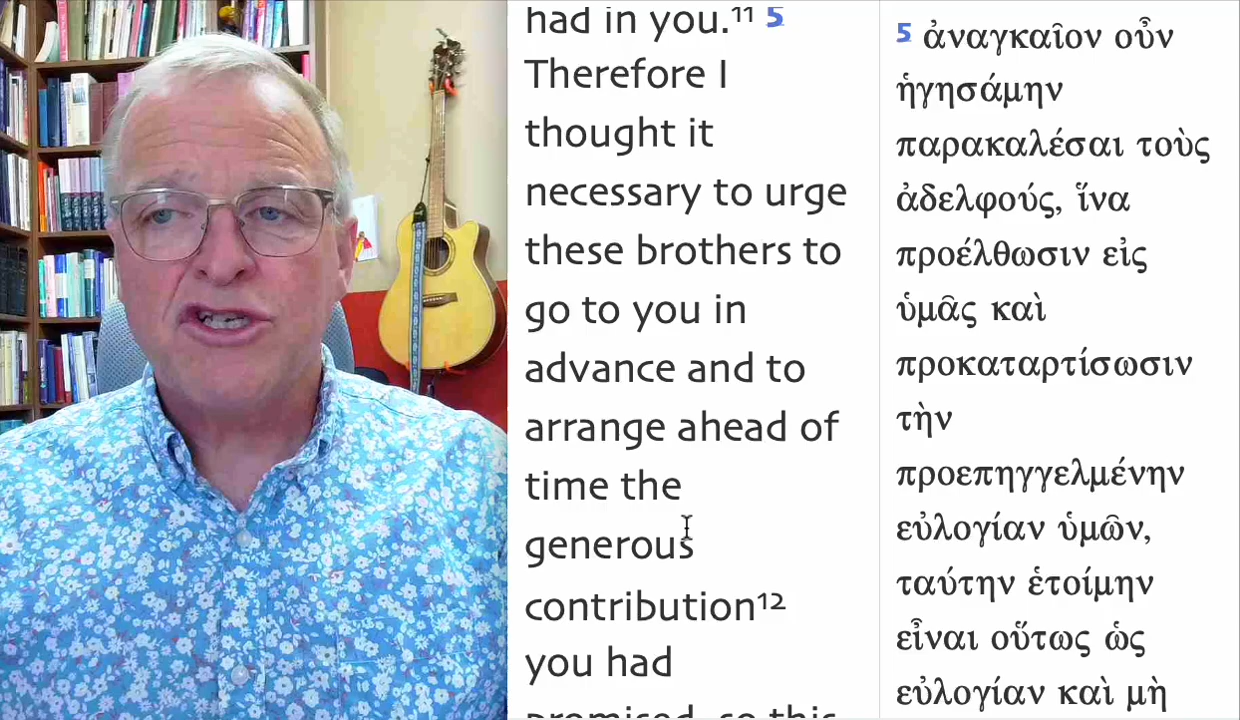 had in you.¹¹ 5
Therefore I
thought it
necessary to urge
these brothers to
go to you in
advance and to
arrange ahead of
time the
generous
contribution¹²
you had
promised, so this
5 ἀναγκαῖον οὖν
ἡγησάμην
παρακαλέσαι τοὺς
ἀδελφούς, ἵνα
προέλθωσιν εἰς
ὑμᾶς καὶ
προκαταρτίσωσιν
τὴν
προεπηγγελμένην
εὐλογίαν ὑμῶν,
ταύτην ἑτοίμην
εἶναι οὕτως ὡς
εὐλογίαν καὶ μὴ